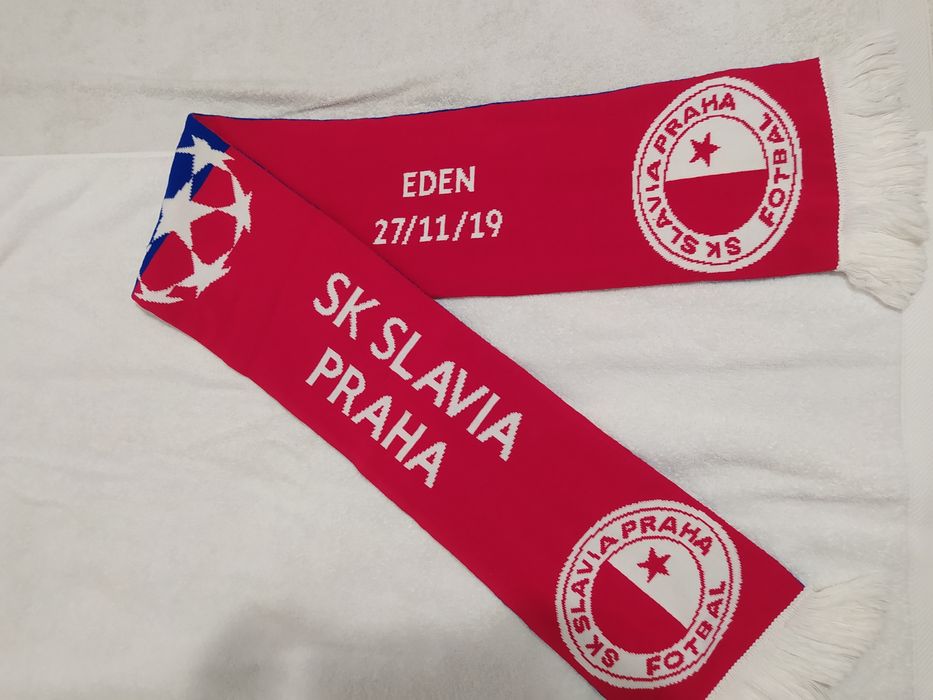 EDEN
27/11/19
SK SLAVIA PRAHA
FOTBAL
SK SLAVIA
PRAHA
SK SLAVIA PRAHA
FOTBAL